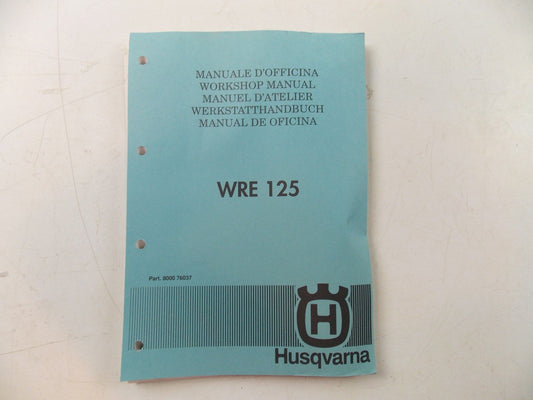 MANUALE D'OFFICINA
WORKSHOP MANUAL
MANUEL D'ATELIER
WERKSTATTHANDBUCH
MANUAL DE OFICINA
WRE 125
Part. 8000 76037
H
Husqvarna